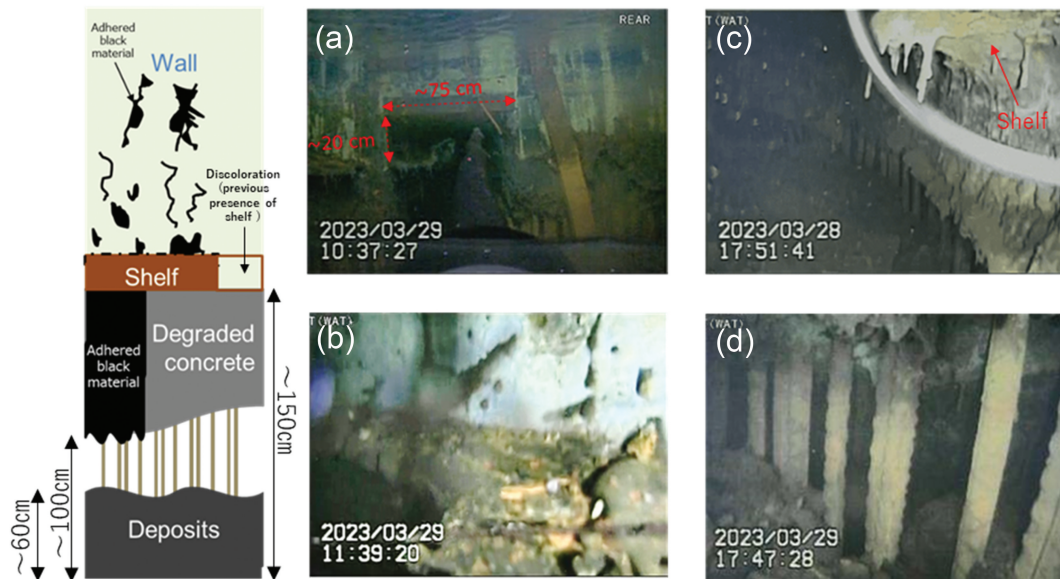 Adhered
black
material
Wall
Discoloration
(previous
presence of
shelf )
Shelf
Adhered
black
material
Degraded
concrete
Deposits
~60cm
~100cm
~150cm
(a)
REAR
~75 cm
~20 cm
2023/03/29
10:37:27
(b)
T(WAT)
2023/03/29
11:39:20
(c)
T(WAT)
Shelf
2023/03/28
17:51:41
(d)
(WAT)
2023/03/29
17:47:28